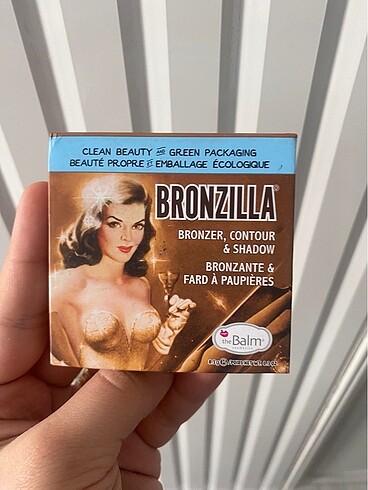 CLEAN BEAUTY AND GREEN PACKAGING
BEAUTÉ PROPRE ET EMBALLAGE ÉCOLOGIQUE
BRONZILLA®
BRONZER, CONTOUR
& SHADOW
BRONZANTE &
FARD À PAUPIÈRES
theBalm®